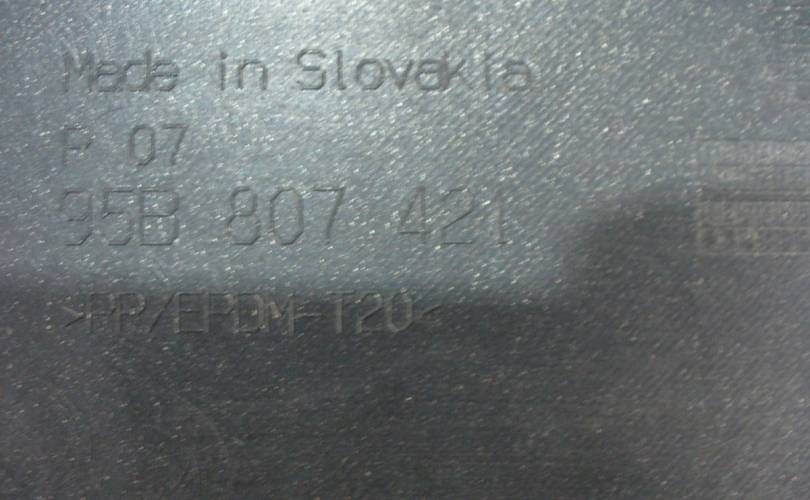 Made in Slovakia
P 07
95B 807 421
>PP/EPDM-T20<